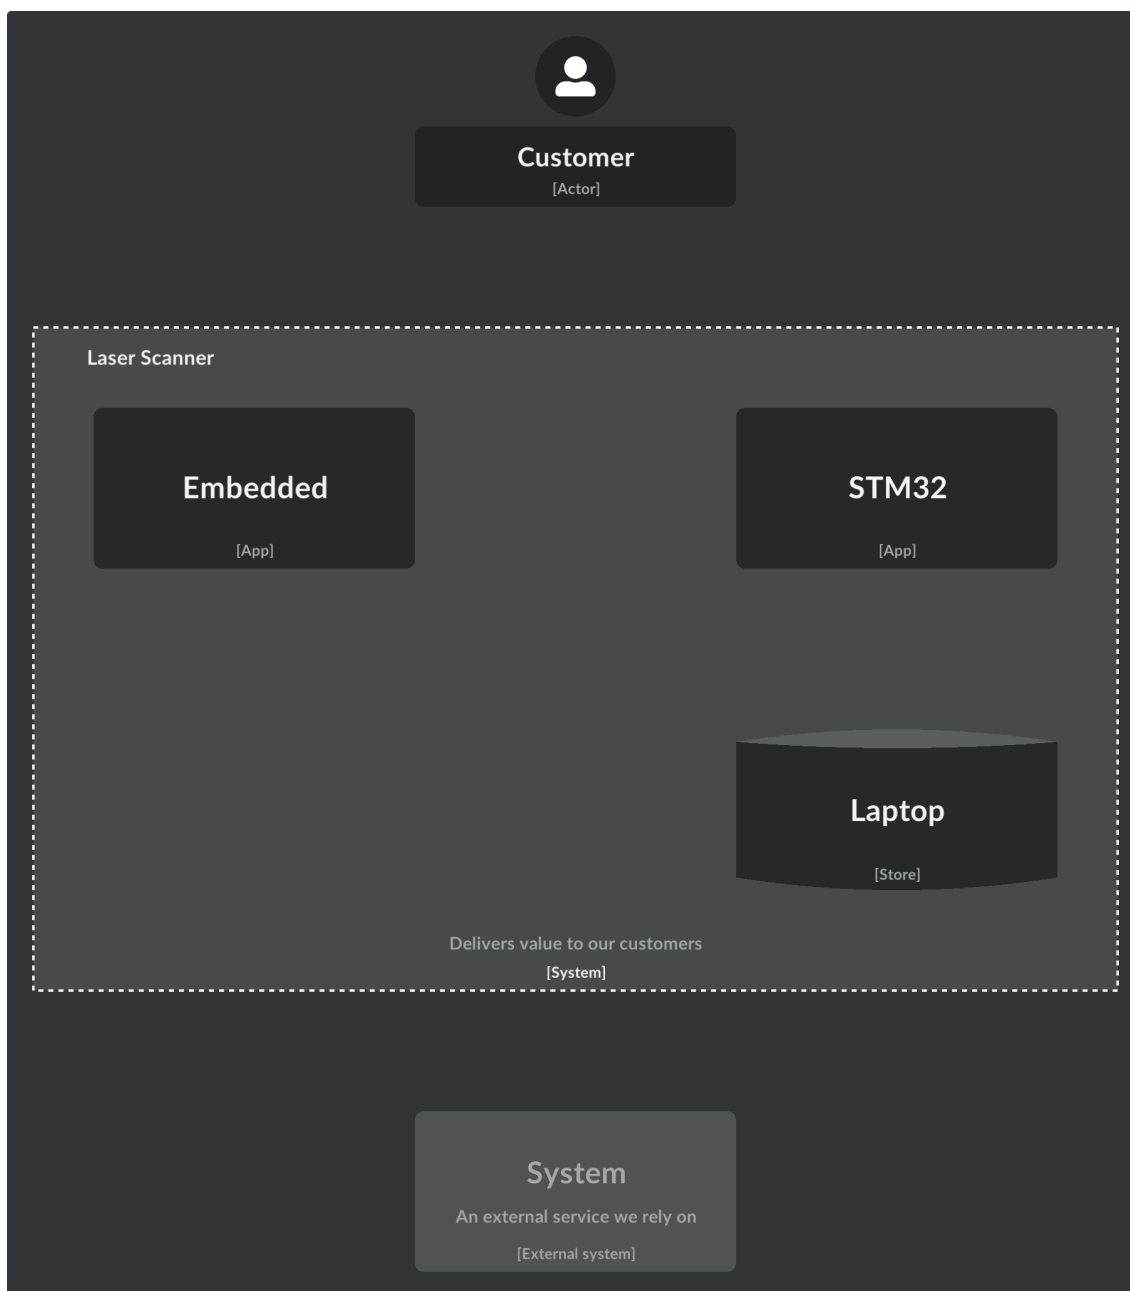 Customer
[Actor]
Laser Scanner
Embedded
[App]
STM32
[App]
Laptop
[Store]
Delivers value to our customers
[System]
System
An external service we rely on
[External system]